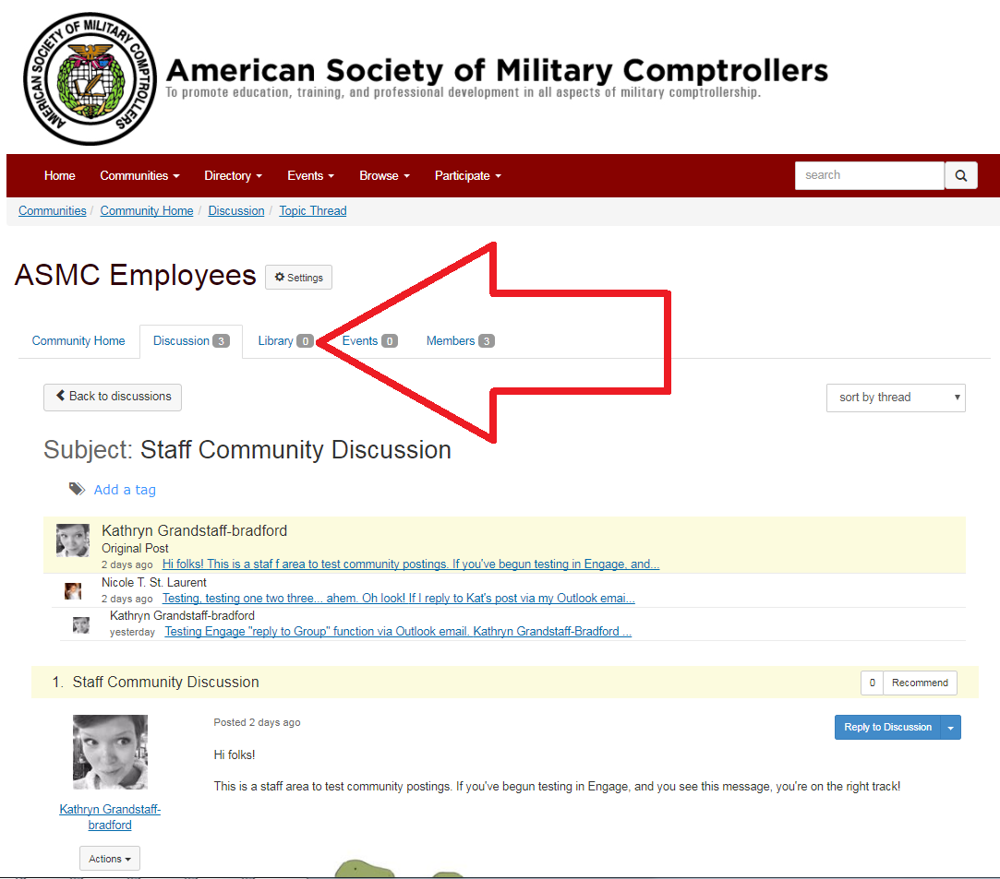 AMERICAN SOCIETY OF MILITARY COMPTROLLERS
American Society of Military Comptrollers
To promote education, training, and professional development in all aspects of military comptrollership.
Home Communities Directory Events Browse Participate search
Communities / Community Home / Discussion / Topic Thread
ASMC Employees Settings
Community Home Discussion 3 Library 0 Events 0 Members 3
Back to discussions sort by thread
Subject: Staff Community Discussion
Add a tag
Kathryn Grandstaff-bradford
Original Post
2 days ago Hi folks! This is a staf f area to test community postings. If you've begun testing in Engage, and...
Nicole T. St. Laurent
2 days ago Testing, testing one two three... ahem. Oh look! If I reply to Kat's post via my Outlook emai...
Kathryn Grandstaff-bradford
yesterday Testing Engage "reply to Group" function via Outlook email. Kathryn Grandstaff-Bradford ...
1. Staff Community Discussion 0 Recommend
Posted 2 days ago Reply to Discussion
Hi folks!
This is a staff area to test community postings. If you've begun testing in Engage, and you see this message, you're on the right track!
Kathryn Grandstaff-
bradford
Actions